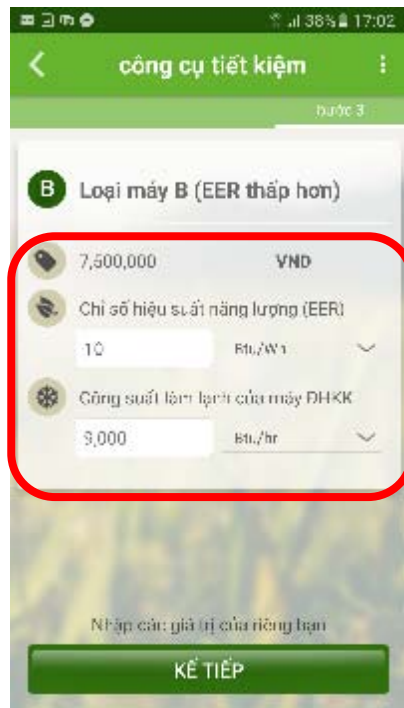 38% 17:02
công cụ tiết kiệm
bước 3
B Loại máy B (EER thấp hơn)
7,500,000 VND
Chỉ số hiệu suất năng lượng (EER)
10 Btu/Wh
Công suất làm lạnh của máy ĐHKK
9,000 Btu/hr
Nhập các giá trị của riêng bạn
KẾ TIẾP